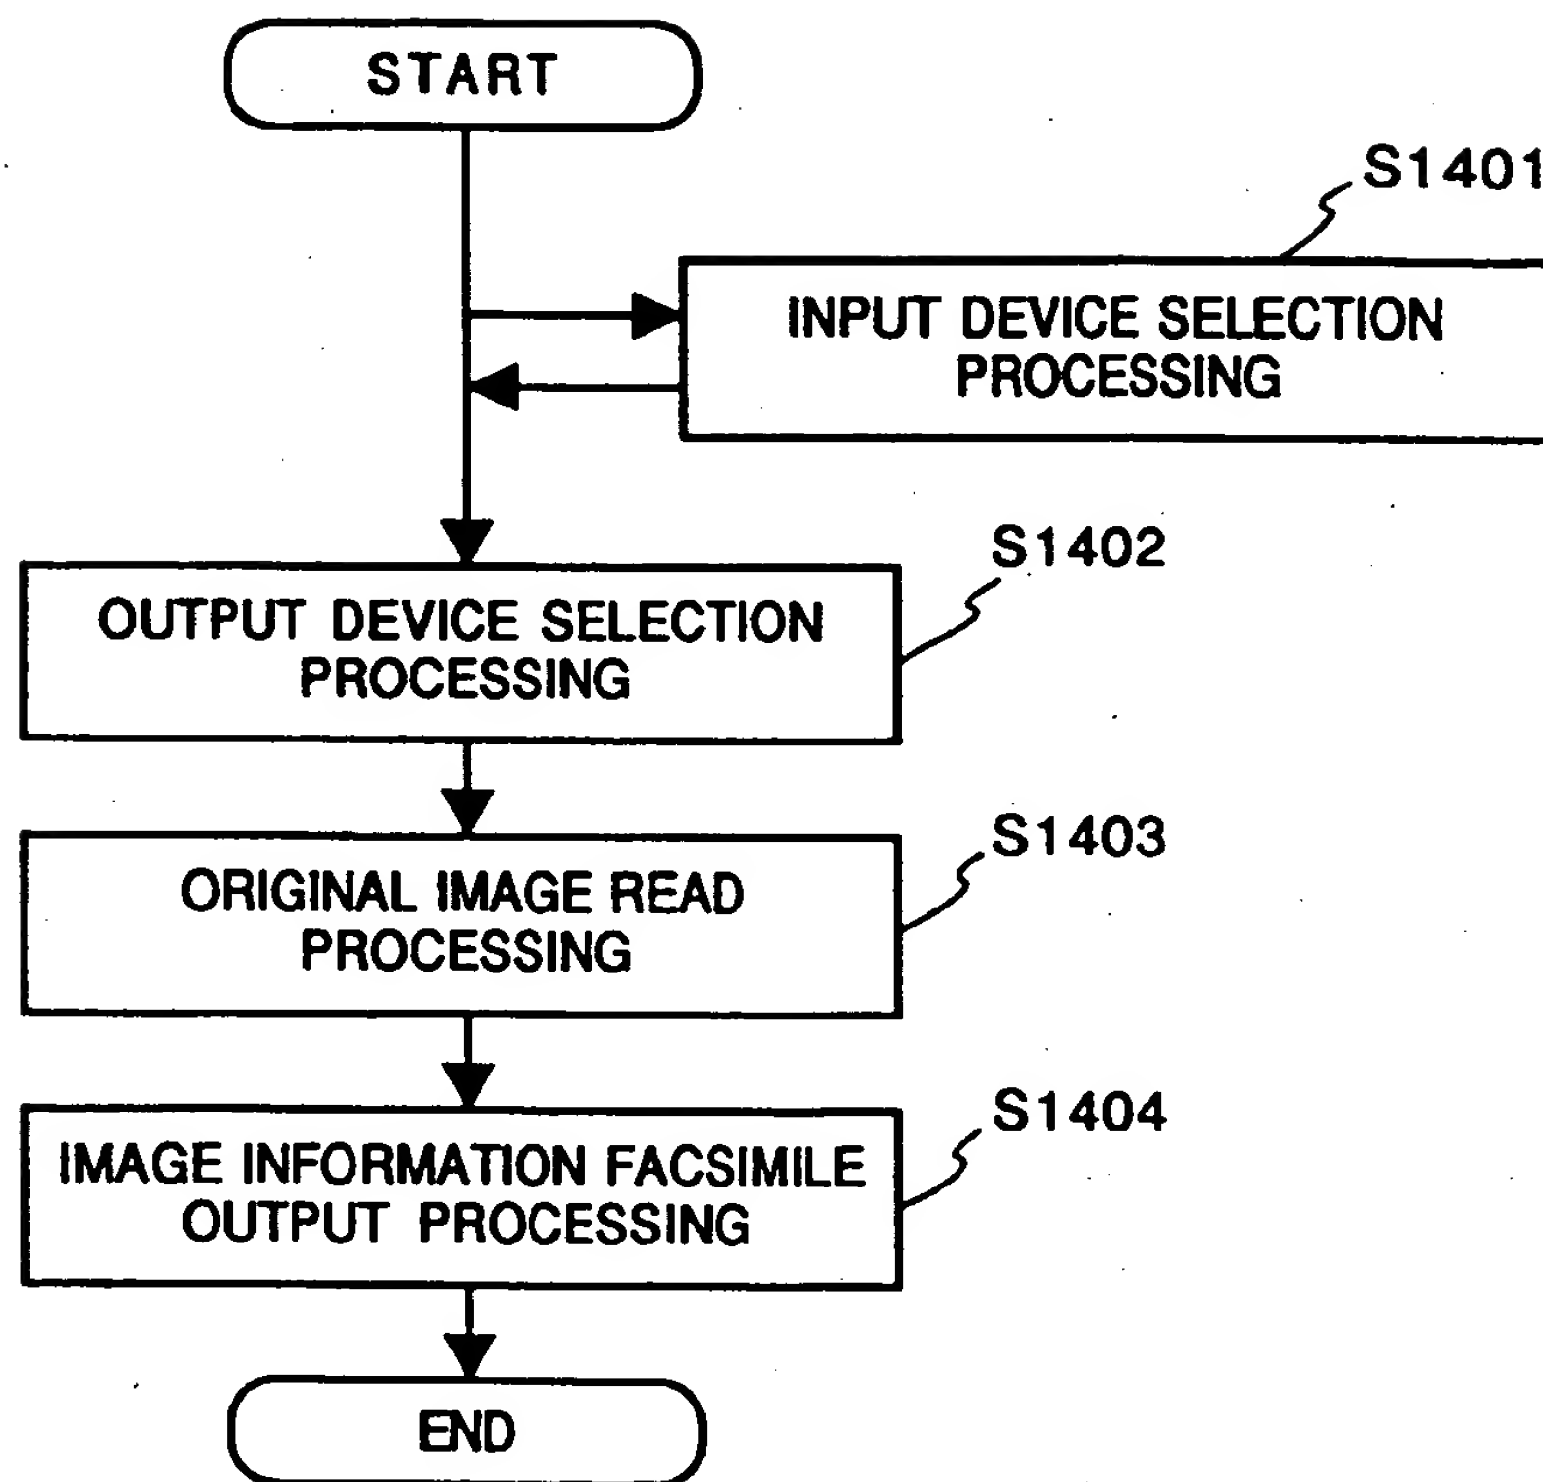 START
S1401
INPUT DEVICE SELECTION
PROCESSING
S1402
OUTPUT DEVICE SELECTION
PROCESSING
S1403
ORIGINAL IMAGE READ
PROCESSING
S1404
IMAGE INFORMATION FACSIMILE
OUTPUT PROCESSING
END